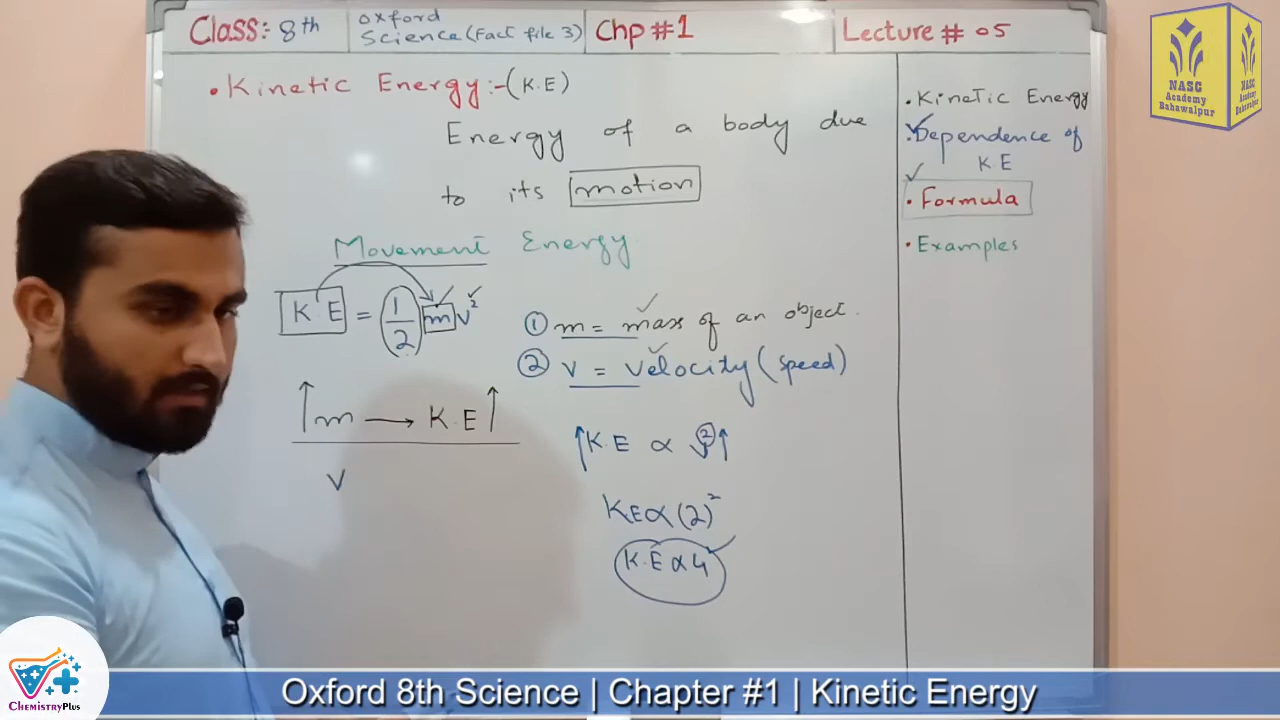 Class:- 8th
Oxford
Science (Fact file 3)
Chp #1
Lecture # 05
• Kinetic Energy:-(K.E)
Energy of a body due
to its motion
Movement Energy
K.E = 1/2 mv²
① m = mass of an object.
② v = velocity (speed)
↑m → K.E↑
v
↑K.E ∝ v²↑
KE ∝ (2)²
K.E ∝ 4
• Kinetic Energy
• Dependence of
K E
• Formula
• Examples
NASC
Academy
Bahawalpur
NASC
Academy
Bahawalpur
ChemistryPlus
Oxford 8th Science | Chapter #1 | Kinetic Energy